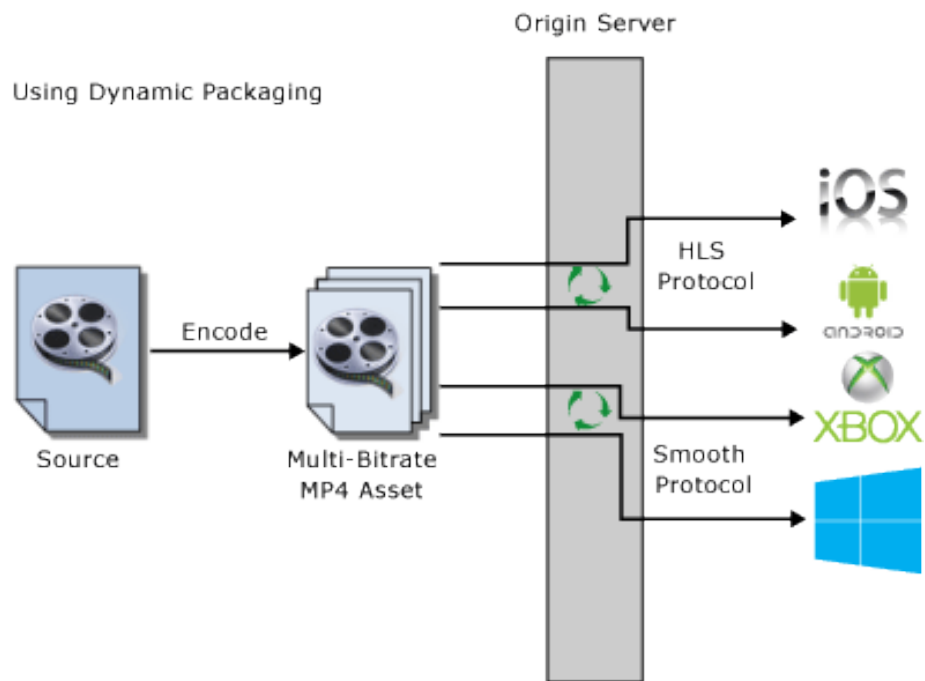 Origin Server
Using Dynamic Packaging
iOS
HLS
Protocol
Encode
android
XBOX
Source
Multi-Bitrate
MP4 Asset
Smooth
Protocol